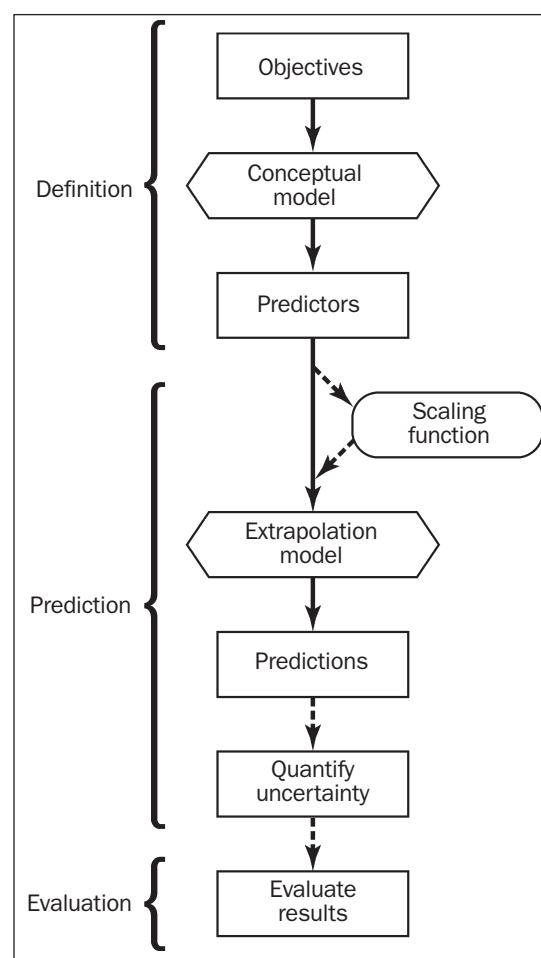 Objectives
Definition
Conceptual
model
Predictors
Scaling
function
Extrapolation
model
Prediction
Predictions
Quantify
uncertainty
Evaluation
Evaluate
results